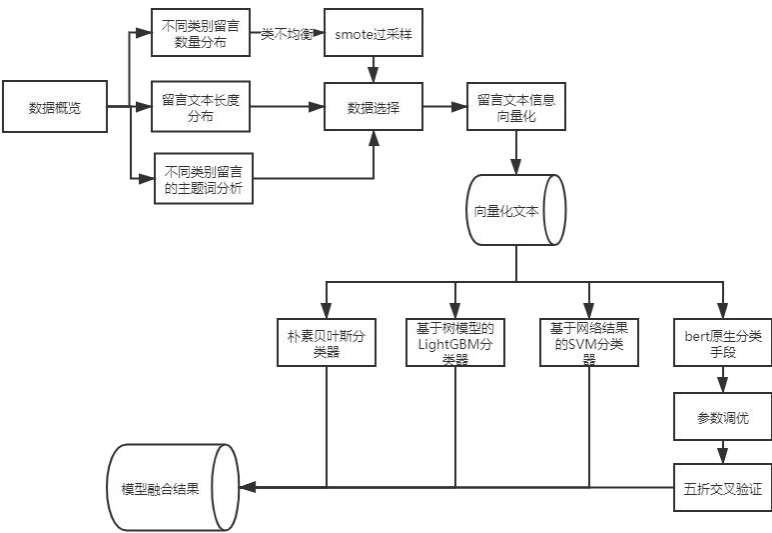 不同类别留言
数量分布
类不均衡
smote过采样
数据概览
留言文本长度
分布
数据选择
留言文本信息
向量化
不同类别留言
的主题词分析
向量化文本
朴素贝叶斯分
类器
基于树模型的
LightGBM分
类器
基于网络结果
的SVM分类
器
bert原生分类
手段
参数调优
模型融合结果
五折交叉验证